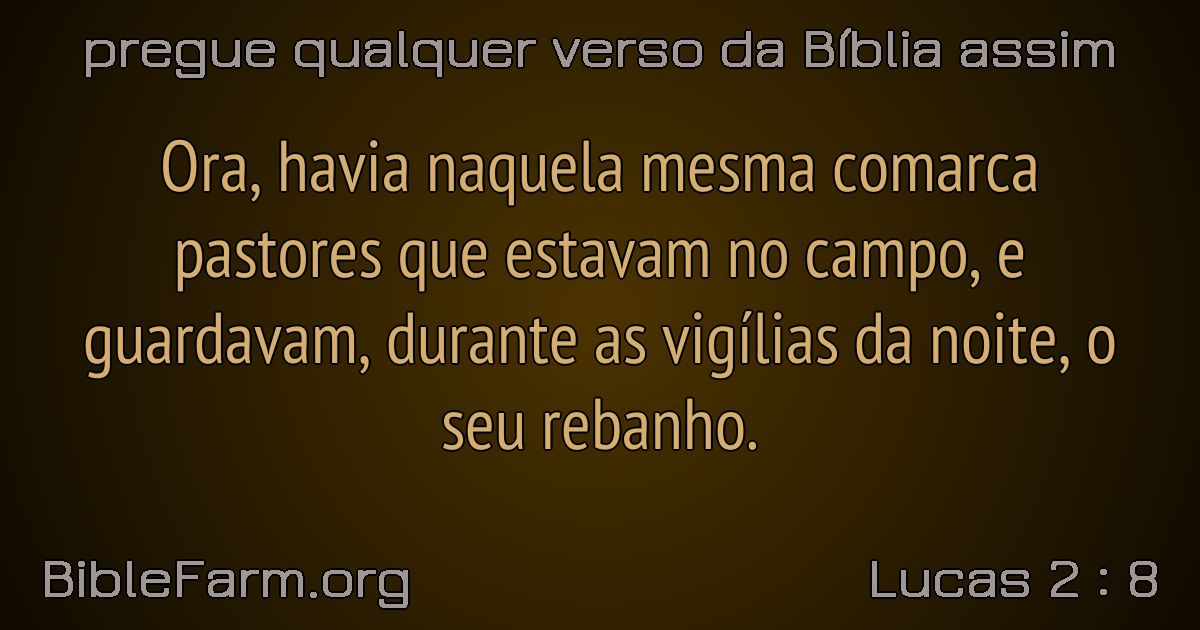 pregue qualquer verso da Bíblia assim
Ora, havia naquela mesma comarca
pastores que estavam no campo, e
guardavam, durante as vigílias da noite, o
seu rebanho.
BibleFarm.org
Lucas 2 : 8